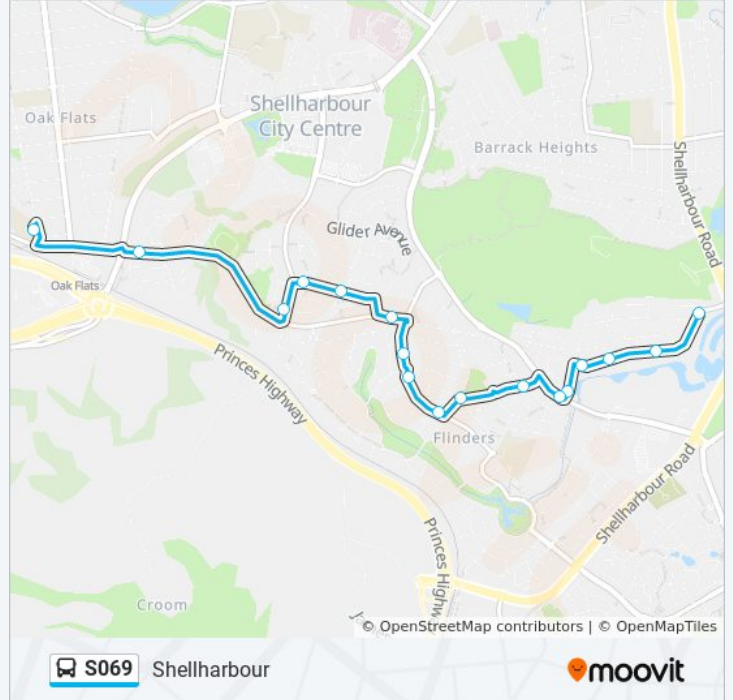 Oak Flats
Shellharbour
City Centre
Barrack Heights
Shellharbour Road
Glider Avenue
Oak Flats
Princes Highway
Flinders
Shellharbour Road
Princes Highw
Croom
© OpenStreetMap contributors | © OpenMapTiles
S069 Shellharbour
moovit